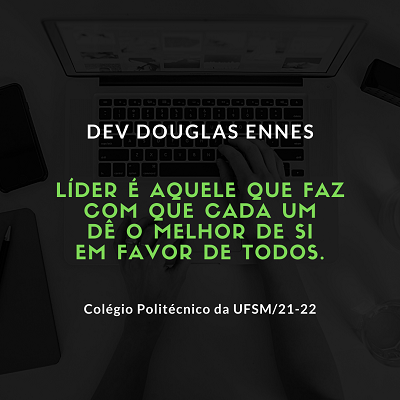 DEV DOUGLAS ENNES
LÍDER É AQUELE QUE FAZ
COM QUE CADA UM
DÊ O MELHOR DE SI
EM FAVOR DE TODOS.
Colégio Politécnico da UFSM/21-22